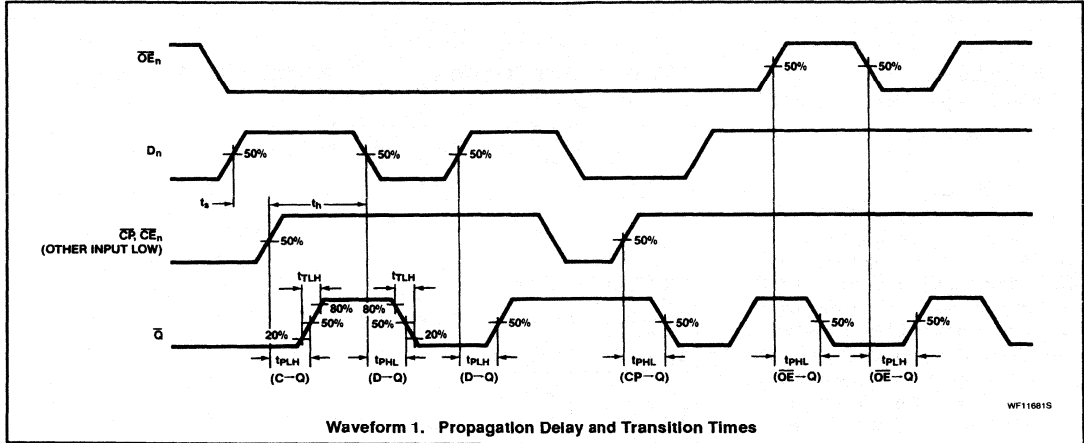 OEn
50%
50%
Dn
50%
50%
50%
ts
th
CP, CEn
(OTHER INPUT LOW)
50%
50%
tTLH
tTLH
80%
80%
50%
50%
50%
50%
50%
50%
20%
20%
Q
tPLH
(C→Q)
tPHL
(D→Q)
tPLH
(D→Q)
tPHL
(CP→Q)
tPHL
(OE→Q)
tPLH
(OE→Q)
WF11681S
Waveform 1. Propagation Delay and Transition Times